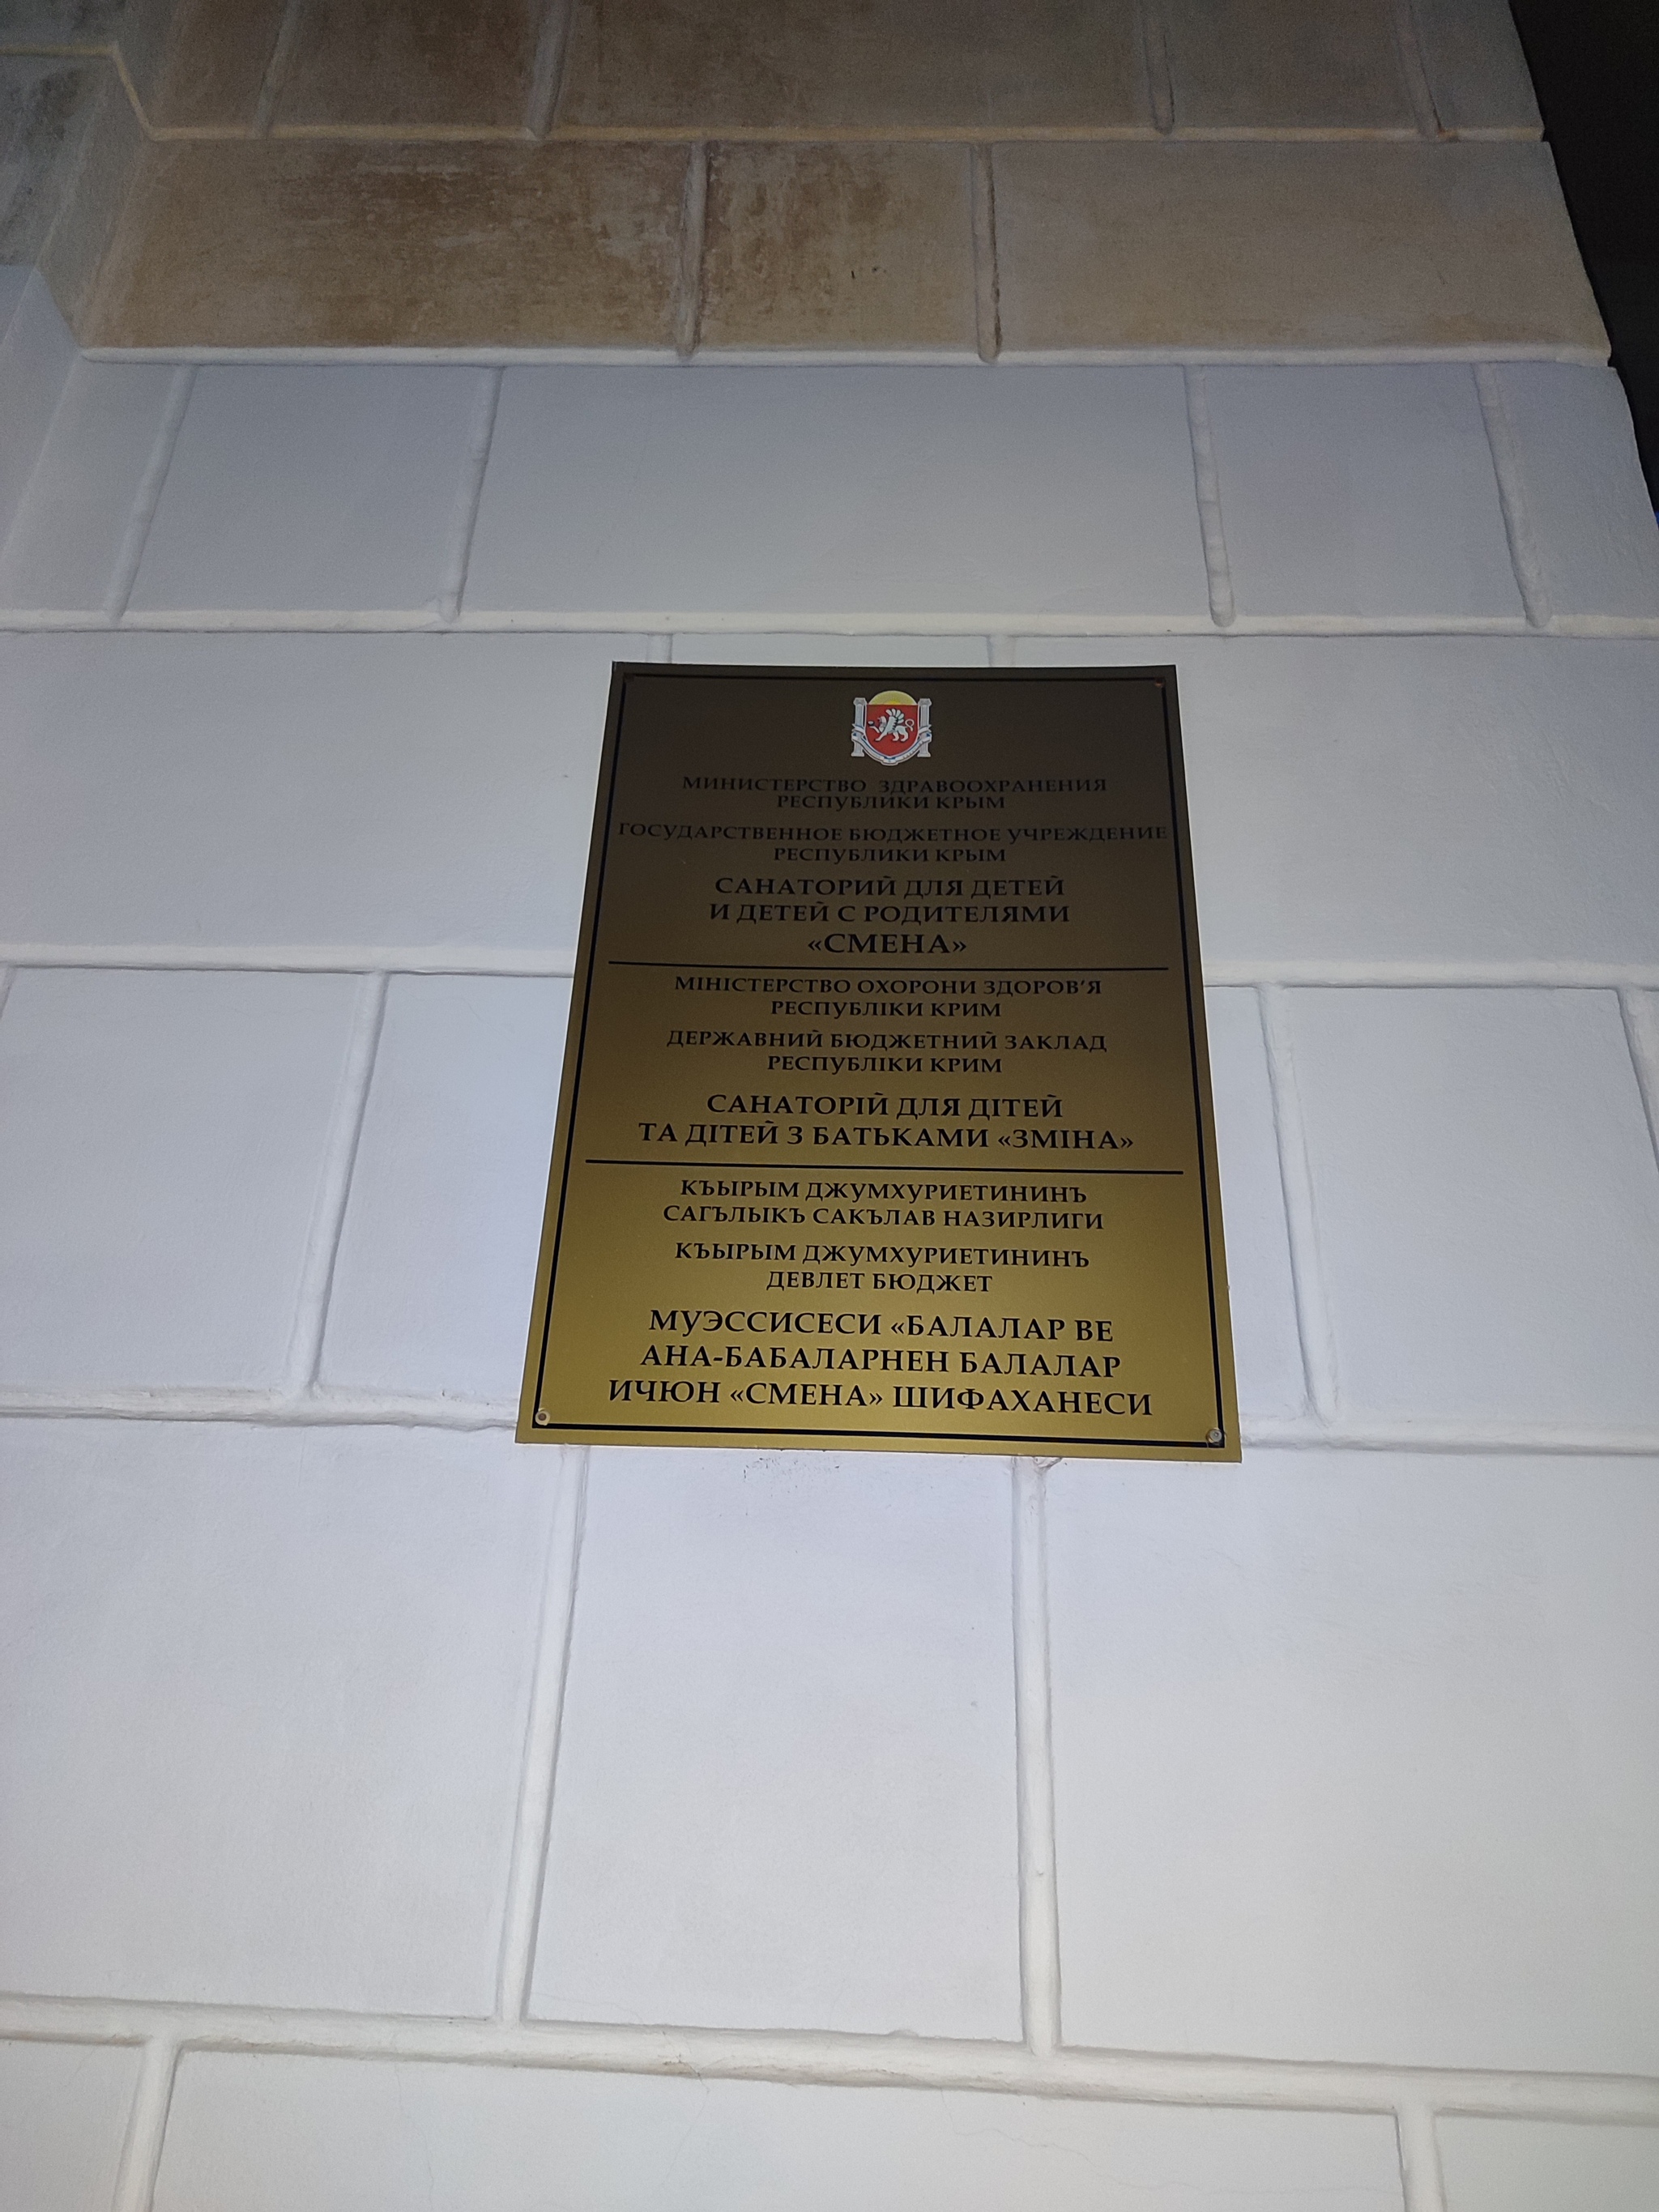 МИНИСТЕРСТВО ЗДРАВООХРАНЕНИЯ
РЕСПУБЛИКИ КРЫМ
ГОСУДАРСТВЕННОЕ БЮДЖЕТНОЕ УЧРЕЖДЕНИЕ
РЕСПУБЛИКИ КРЫМ
САНАТОРИЙ ДЛЯ ДЕТЕЙ
И ДЕТЕЙ С РОДИТЕЛЯМИ
«СМЕНА»
МІНІСТЕРСТВО ОХОРОНИ ЗДОРОВ'Я
РЕСПУБЛІКИ КРИМ
ДЕРЖАВНИЙ БЮДЖЕТНИЙ ЗАКЛАД
РЕСПУБЛІКИ КРИМ
САНАТОРІЙ ДЛЯ ДІТЕЙ
ТА ДІТЕЙ З БАТЬКАМИ «ЗМІНА»
КЪЫРЫМ ДЖУМХУРИЕТИНИНЪ
САГЪЛЫКЪ САКЪЛАВ НАЗИРЛИГИ
КЪЫРЫМ ДЖУМХУРИЕТИНИНЪ
ДЕВЛЕТ БЮДЖЕТ
МУЭССИСЕСИ «БАЛАЛАР ВЕ
АНА-БАБАЛАРНЕН БАЛАЛАР
ИЧЮН «СМЕНА» ШИФАХАНЕСИ